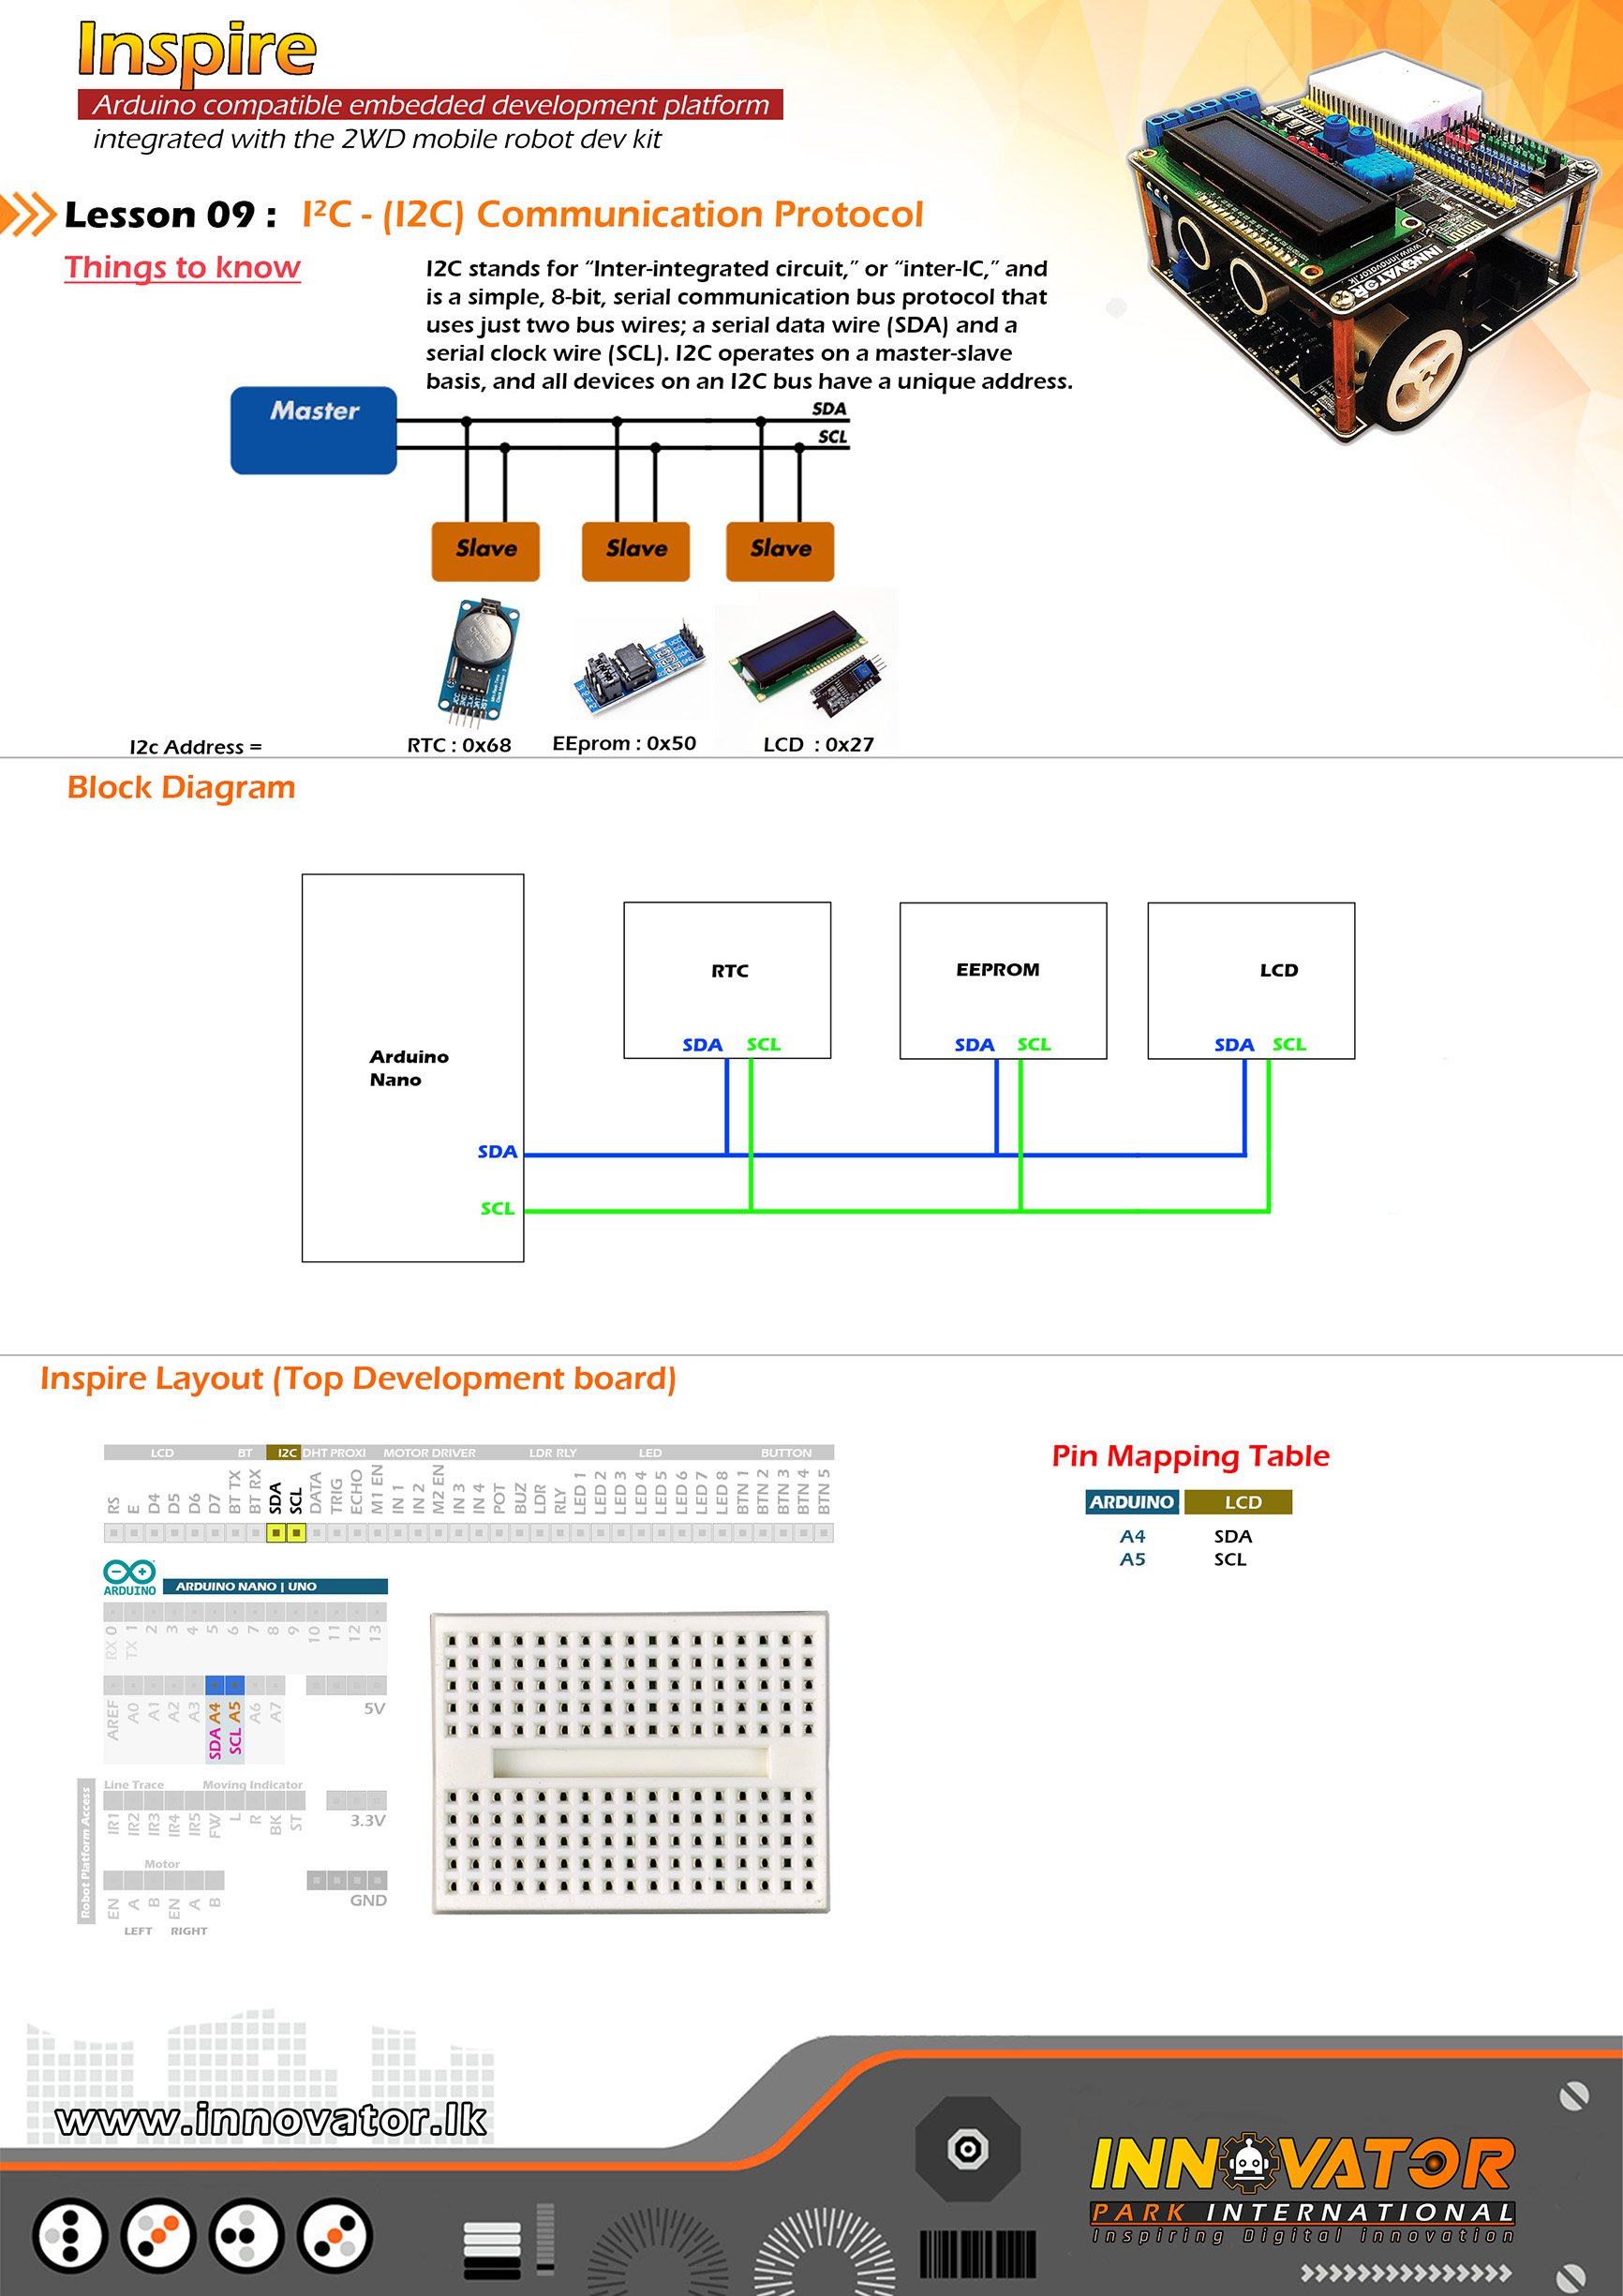 Inspire
Arduino compatible embedded development platform
integrated with the 2WD mobile robot dev kit
Lesson 09 : I²C - (I2C) Communication Protocol
Things to know
I2C stands for “Inter-integrated circuit,” or “inter-IC,” and
is a simple, 8-bit, serial communication bus protocol that
uses just two bus wires; a serial data wire (SDA) and a
serial clock wire (SCL). I2C operates on a master-slave
basis, and all devices on an I2C bus have a unique address.
Master
SDA
SCL
Slave Slave Slave
I2c Address = RTC : 0x68 EEprom : 0x50 LCD : 0x27
Block Diagram
RTC EEPROM LCD
SDA SCL SDA SCL SDA SCL
Arduino
Nano
SDA
SCL
Inspire Layout (Top Development board)
LCD BT I2C DHT PROXI MOTOR DRIVER LDR RLY LED BUTTON
RS E D4 D5 D6 D7 BT TX BT RX SDA SCL DATA TRIG ECHO M1 EN IN 1 IN 2 M2 EN IN 3 IN 4 POT BUZ LDR RLY LED 1 LED 2 LED 3 LED 4 LED 5 LED 6 LED 7 LED 8 BTN 1 BTN 2 BTN 3 BTN 4 BTN 5
Pin Mapping Table
ARDUINO LCD
A4 SDA
A5 SCL
ARDUINO
ARDUINO NANO | UNO
RX 0 TX 1 2 3 4 5 6 7 8 9 10 11 12 13
AREF A0 A1 A2 A3 SDA A4 SCL A5 A6 A7
5V
Robot Platform Access
Line Trace Moving Indicator
IR1 IR2 IR3 IR4 IR5 FW L R BK ST
3.3V
Motor
EN A B EN A B
GND
LEFT RIGHT
www.innovator.lk
INNOVATOR
PARK INTERNATIONAL
Inspiring Digital innovation